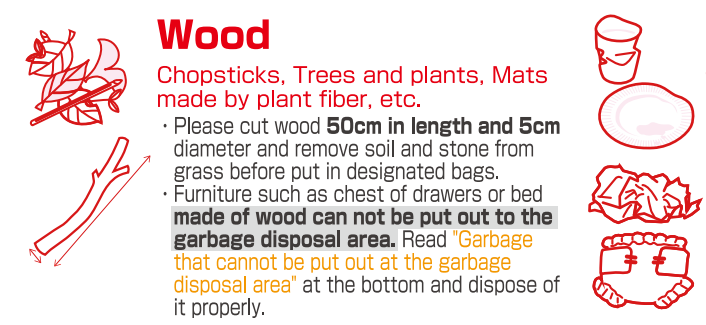 Wood
Chopsticks, Trees and plants, Mats
made by plant fiber, etc.
・Please cut wood 50cm in length and 5cm
diameter and remove soil and stone from
grass before put in designated bags.
・Furniture such as chest of drawers or bed
made of wood can not be put out to the
garbage disposal area. Read "Garbage
that cannot be put out at the garbage
disposal area" at the bottom and dispose of
it properly.